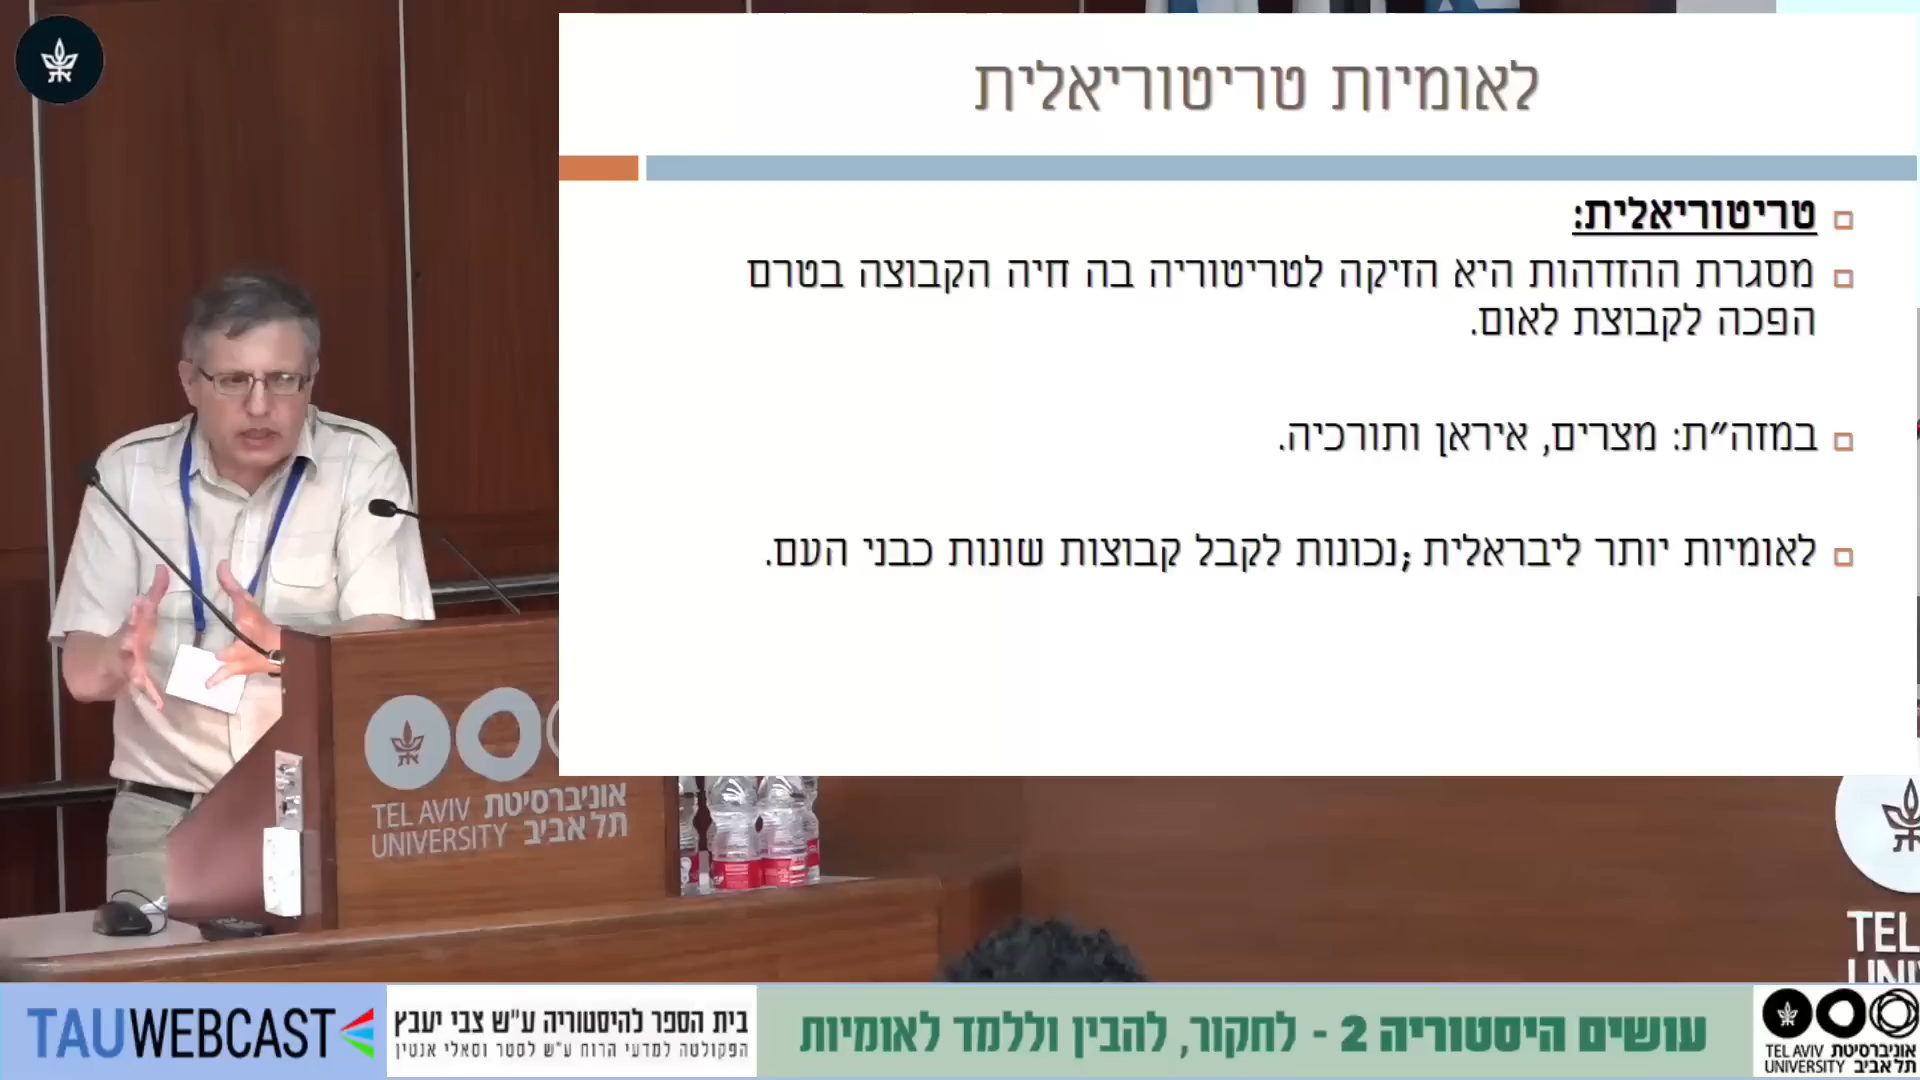 לאומיות טריטוריאלית
טריטוריאלית:
מסגרת ההזדהות היא הזיקה לטריטוריה בה חיה הקבוצה בטרם
הפכה לקבוצת לאום.
במזה״ת: מצרים, איראן ותורכיה.
לאומיות יותר ליבראלית ;נכונות לקבל קבוצות שונות כבני העם.
TEL AVIV אוניברסיטת
UNIVERSITY תל אביב
TEL
UNI
TAUWEBCAST
בית הספר להיסטוריה ע"ש צבי יעבץ
הפקולטה למדעי הרוח ע"ש לסטר וסאלי אנטין
עושים היסטוריה 2 - לחקור, להבין וללמד לאומיות
TEL AVIV אוניברסיטת
UNIVERSITY תל אביב